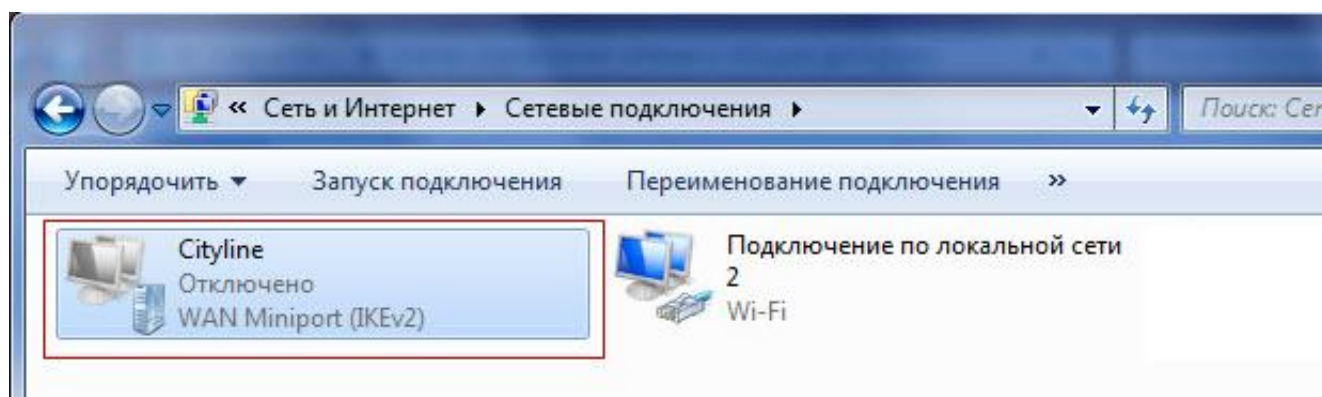 « Сеть и Интернет Сетевые подключения Поиск: Сет
Упорядочить Запуск подключения Переименование подключения »
Cityline
Отключено
WAN Miniport (IKEv2)
Подключение по локальной сети
2
Wi-Fi